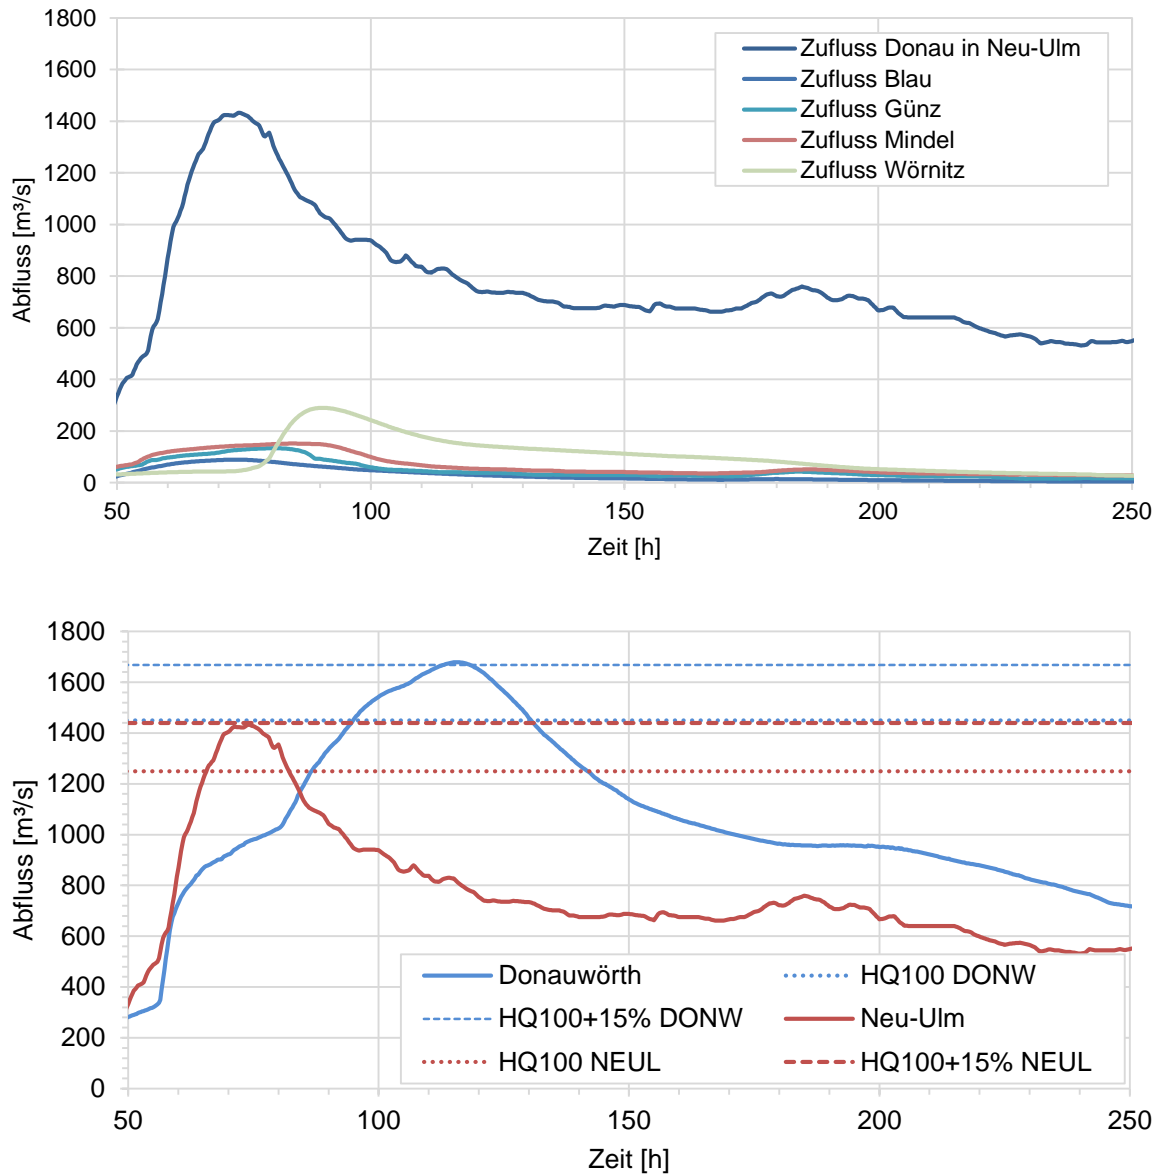 1800
1600
1400
1200
1000
800
600
400
200
0
Abfluss [m³/s]
Zufluss Donau in Neu-Ulm
Zufluss Blau
Zufluss Günz
Zufluss Mindel
Zufluss Wörnitz
50 100 150 200 250
Zeit [h]
1800
1600
1400
1200
1000
800
600
400
200
0
Abfluss [m³/s]
Donauwörth HQ100 DONW
HQ100+15% DONW Neu-Ulm
HQ100 NEUL HQ100+15% NEUL
50 100 150 200 250
Zeit [h]